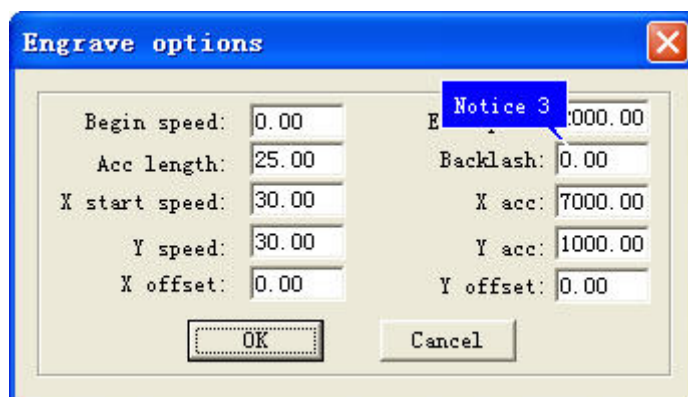 Engrave options
Notice 3
Begin speed: 0.00
000.00
Acc length: 25.00
Backlash: 0.00
X start speed: 30.00
X acc: 7000.00
Y speed: 30.00
Y acc: 1000.00
X offset: 0.00
Y offset: 0.00
OK
Cancel